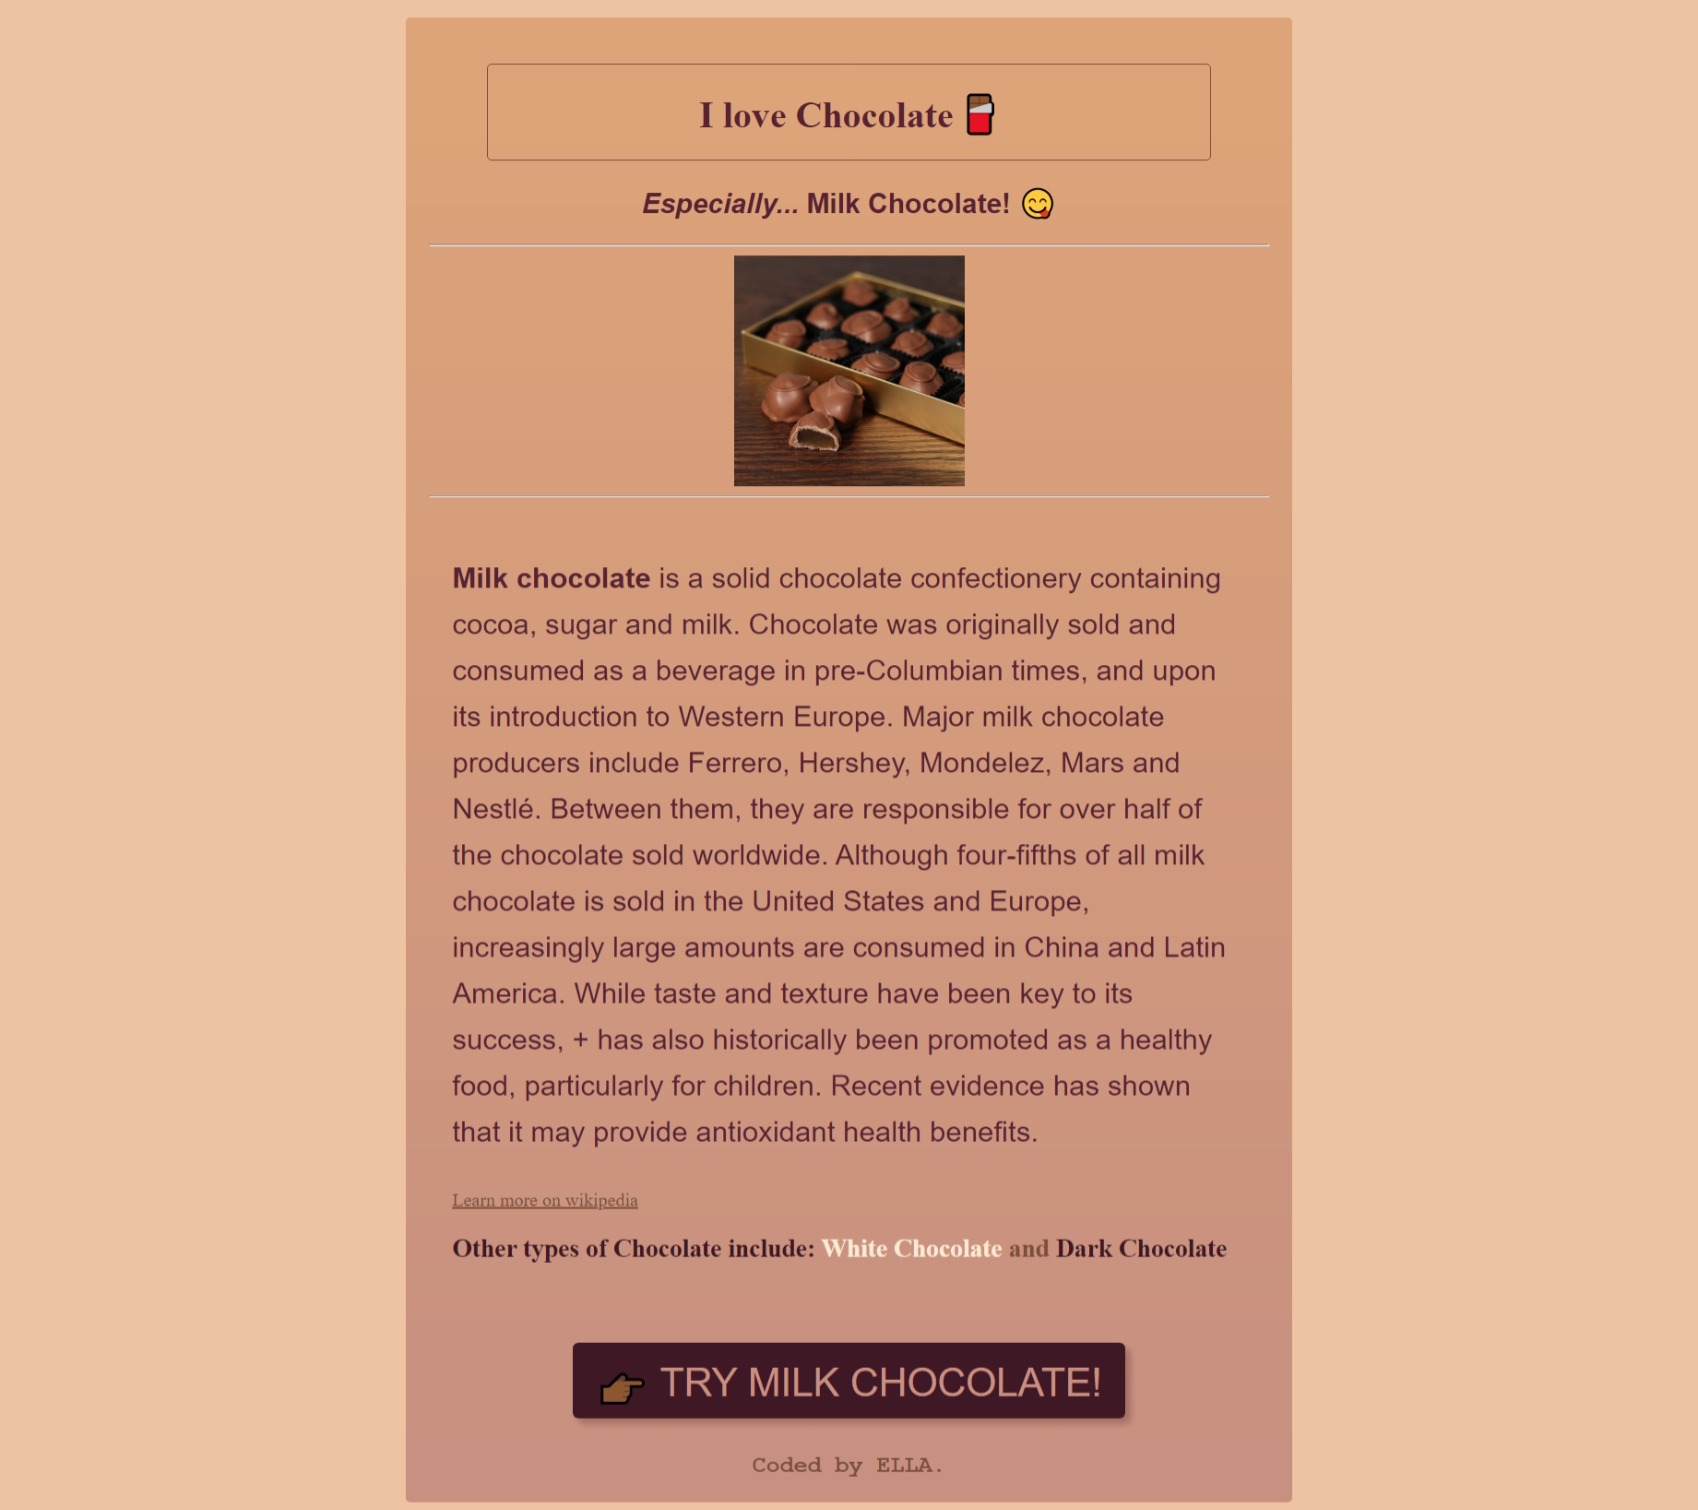 I love Chocolate 🍫
Especially... Milk Chocolate! 😋
Milk chocolate is a solid chocolate confectionery containing
cocoa, sugar and milk. Chocolate was originally sold and
consumed as a beverage in pre-Columbian times, and upon
its introduction to Western Europe. Major milk chocolate
producers include Ferrero, Hershey, Mondelez, Mars and
Nestlé. Between them, they are responsible for over half of
the chocolate sold worldwide. Although four-fifths of all milk
chocolate is sold in the United States and Europe,
increasingly large amounts are consumed in China and Latin
America. While taste and texture have been key to its
success, + has also historically been promoted as a healthy
food, particularly for children. Recent evidence has shown
that it may provide antioxidant health benefits.
Learn more on wikipedia
Other types of Chocolate include: White Chocolate and Dark Chocolate
👉🏾 TRY MILK CHOCOLATE!
Coded by ELLA.